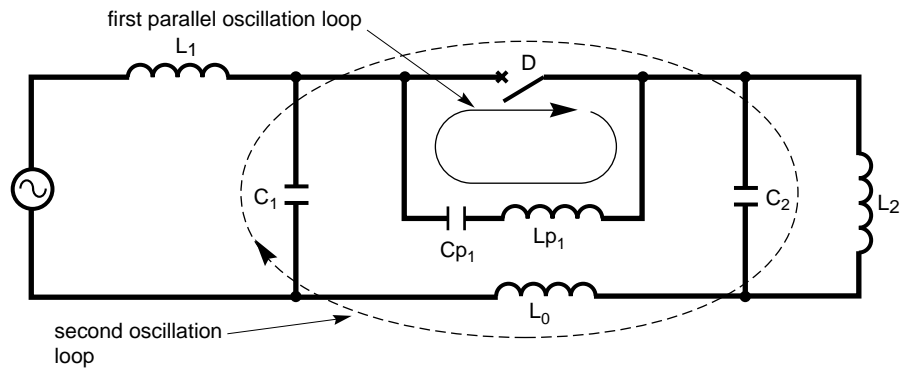 first parallel oscillation loop
L1
D
C1
Cp1
Lp1
C2
L2
L0
second oscillation
loop